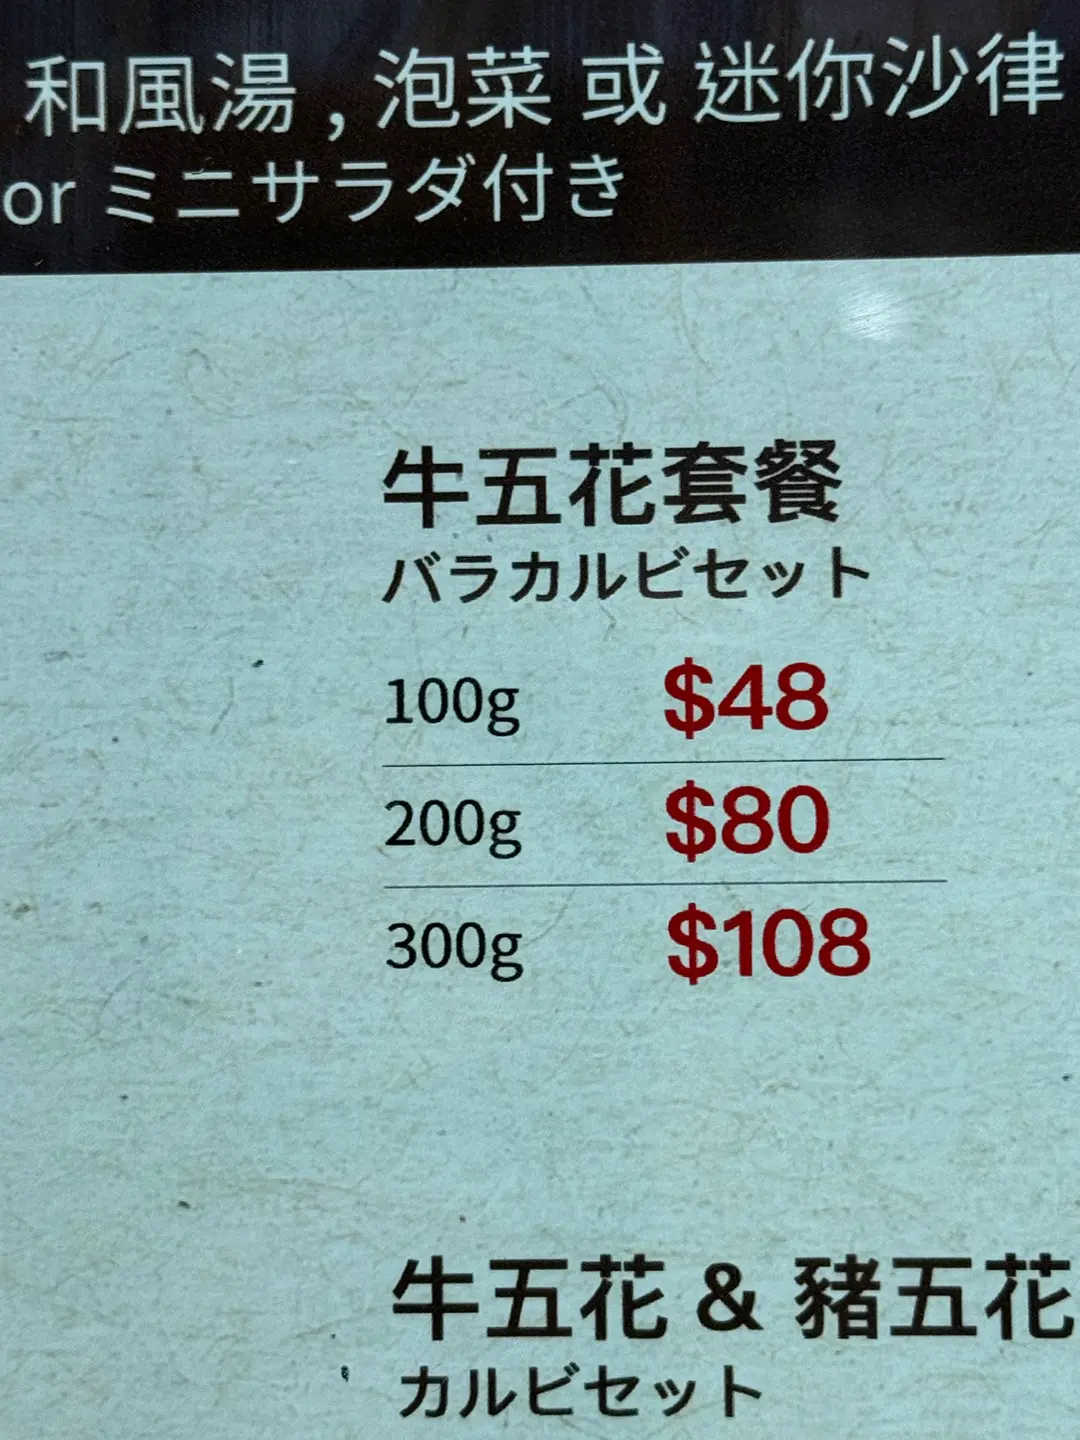 和風湯 , 泡菜 或 迷你沙律
or ミニサラダ付き
牛五花套餐
バラカルビセット
100g $48
200g $80
300g $108
牛五花 & 豬五花
カルビセット